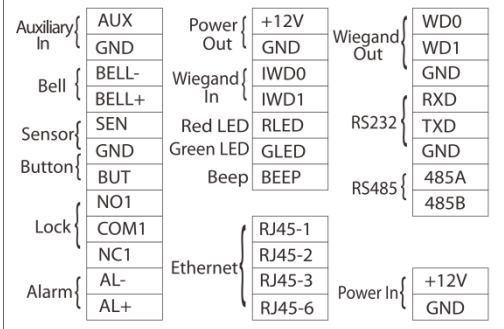 Auxiliary In
AUX
GND
Bell
BELL-
BELL+
Sensor
SEN
GND
Button
BUT
Lock
NO1
COM1
NC1
Alarm
AL-
AL+
Power Out
+12V
GND
Wiegand In
IWD0
IWD1
Red LED RLED
Green LED GLED
Beep BEEP
Ethernet
RJ45-1
RJ45-2
RJ45-3
RJ45-6
Wiegand Out
WD0
WD1
GND
RS232
RXD
TXD
GND
RS485
485A
485B
Power In
+12V
GND